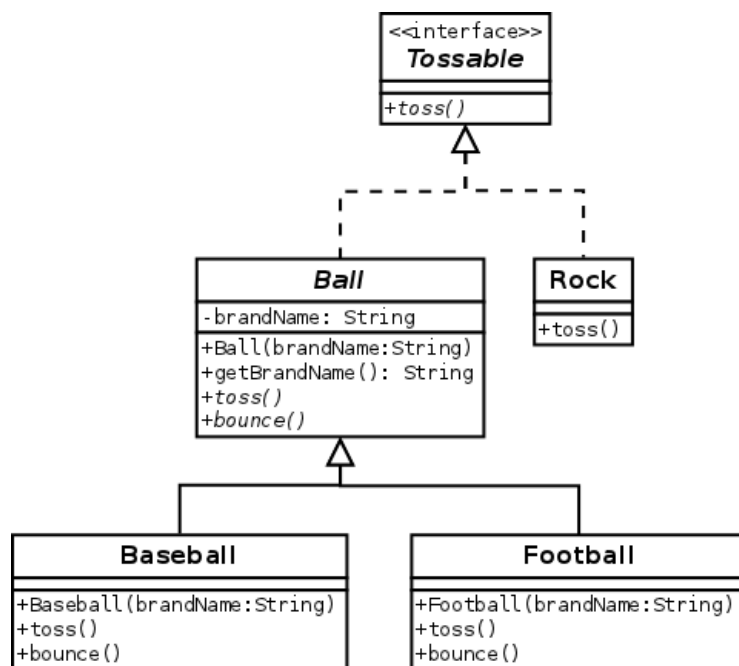 <<interface>>
Tossable
+toss()
Ball
-brandName: String
+Ball(brandName:String)
+getBrandName(): String
+toss()
+bounce()
Rock
+toss()
Baseball
+Baseball(brandName:String)
+toss()
+bounce()
Football
+Football(brandName:String)
+toss()
+bounce()